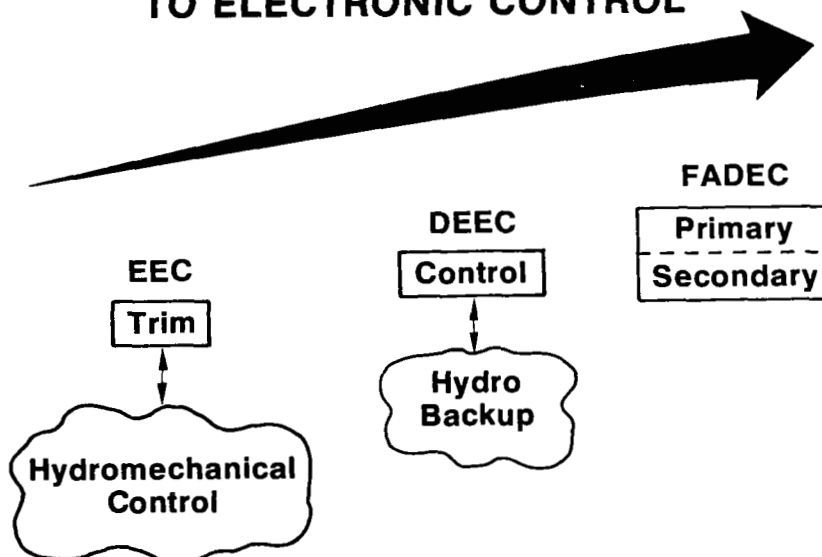 TO ELECTRONIC CONTROL
FADEC
Primary
Secondary
DEEC
Control
Hydro
Backup
EEC
Trim
Hydromechanical
Control